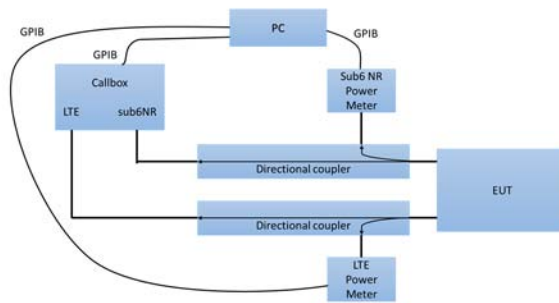 GPIB
PC
GPIB
GPIB
Callbox
LTE
sub6NR
Sub6 NR
Power
Meter
Directional coupler
EUT
Directional coupler
LTE
Power
Meter